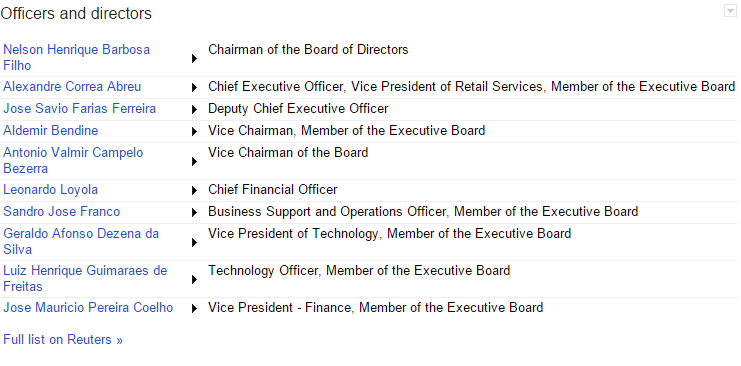 Officers and directors
Nelson Henrique Barbosa Filho Chairman of the Board of Directors
Alexandre Correa Abreu Chief Executive Officer, Vice President of Retail Services, Member of the Executive Board
Jose Savio Farias Ferreira Deputy Chief Executive Officer
Aldemir Bendine Vice Chairman, Member of the Executive Board
Antonio Valmir Campelo Bezerra Vice Chairman of the Board
Leonardo Loyola Chief Financial Officer
Sandro Jose Franco Business Support and Operations Officer, Member of the Executive Board
Geraldo Afonso Dezena da Silva Vice President of Technology, Member of the Executive Board
Luiz Henrique Guimaraes de Freitas Technology Officer, Member of the Executive Board
Jose Mauricio Pereira Coelho Vice President - Finance, Member of the Executive Board
Full list on Reuters »